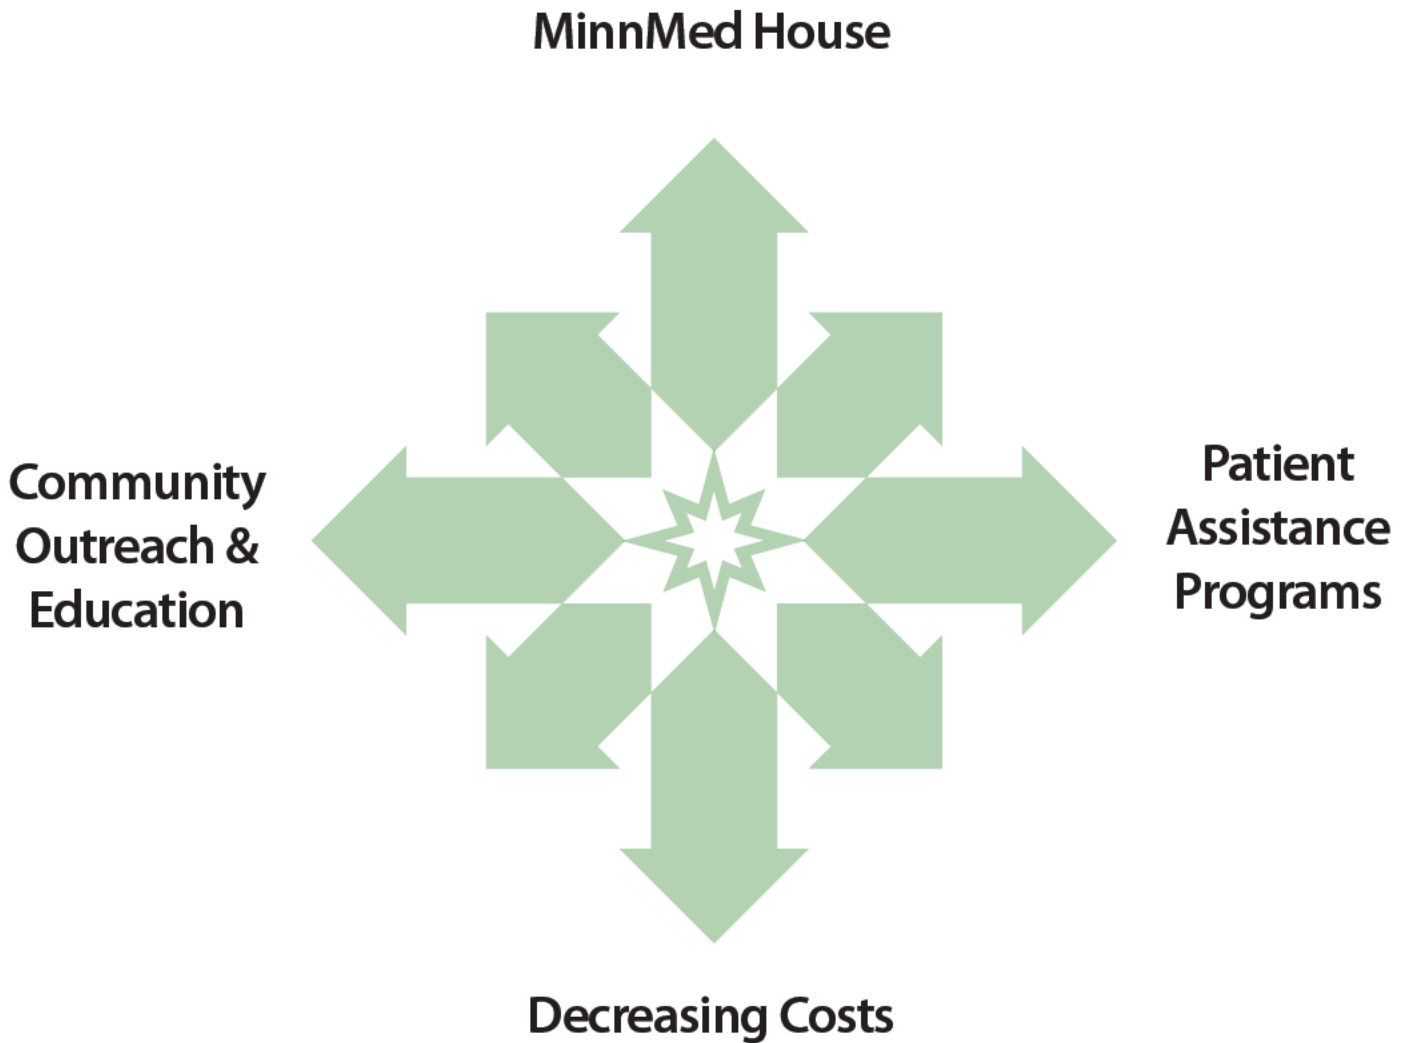 MinnMed House
Community
Outreach &
Education
Patient
Assistance
Programs
Decreasing Costs